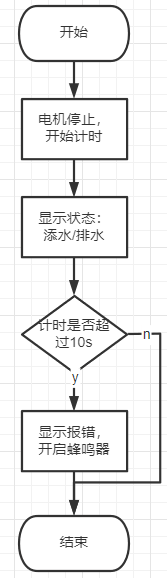 开始
电机停止，
开始计时
显示状态：
添水/排水
计时是否超
过10s
n
y
显示报错，
开启蜂鸣器
结束